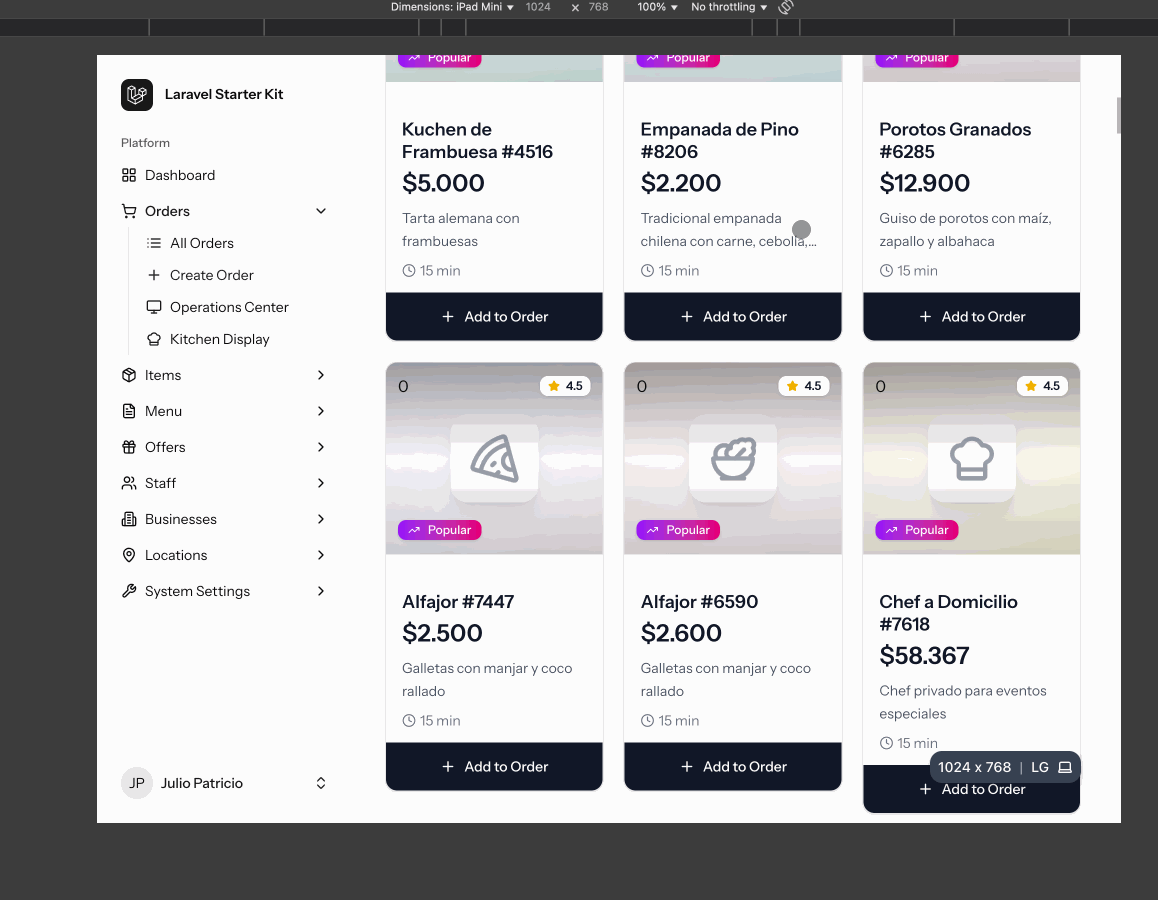 Dimensions: iPad Mini 1024 × 768 100% No throttling
Laravel Starter Kit
Platform
Dashboard
Orders
All Orders
Create Order
Operations Center
Kitchen Display
Items
Menu
Offers
Staff
Businesses
Locations
System Settings
JP Julio Patricio
Popular
Popular
Popular
Kuchen de
Frambuesa #4516
$5.000
Tarta alemana con
frambuesas
15 min
Add to Order
Empanada de Pino
#8206
$2.200
Tradicional empanada
chilena con carne, cebolla,...
15 min
Add to Order
Porotos Granados
#6285
$12.900
Guiso de porotos con maíz,
zapallo y albahaca
15 min
Add to Order
0 4.5
Popular
Alfajor #7447
$2.500
Galletas con manjar y coco
rallado
15 min
Add to Order
0 4.5
Popular
Alfajor #6590
$2.600
Galletas con manjar y coco
rallado
15 min
Add to Order
0 4.5
Popular
Chef a Domicilio
#7618
$58.367
Chef privado para eventos
especiales
15 min
Add to Order
1024 x 768 | LG